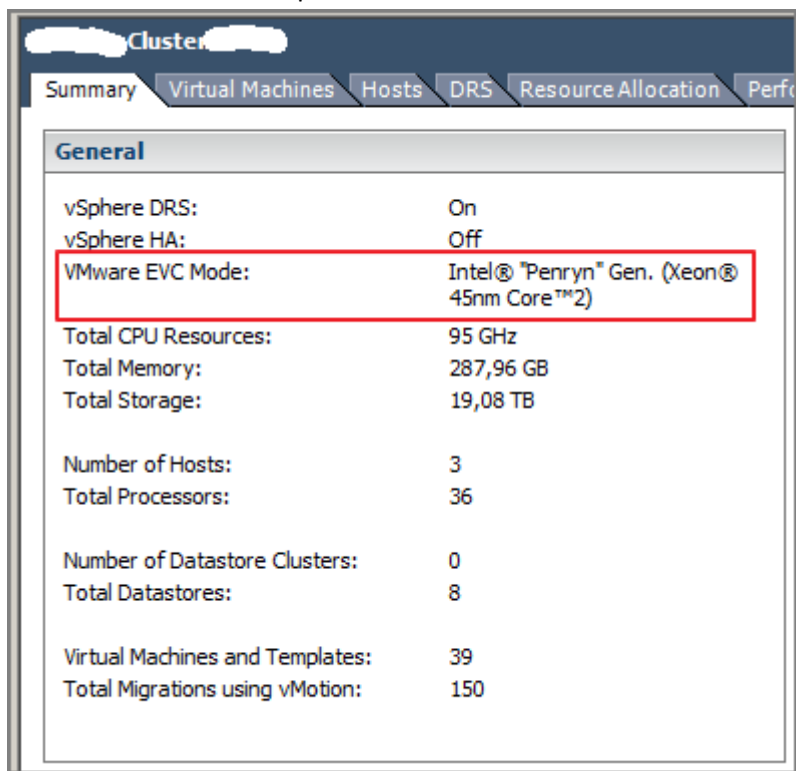 Cluster
Summary Virtual Machines Hosts DRS Resource Allocation
General
vSphere DRS: On
vSphere HA: Off
VMware EVC Mode: Intel® "Penryn" Gen. (Xeon®
45nm Core™2)
Total CPU Resources: 95 GHz
Total Memory: 287,96 GB
Total Storage: 19,08 TB
Number of Hosts: 3
Total Processors: 36
Number of Datastore Clusters: 0
Total Datastores: 8
Virtual Machines and Templates: 39
Total Migrations using vMotion: 150